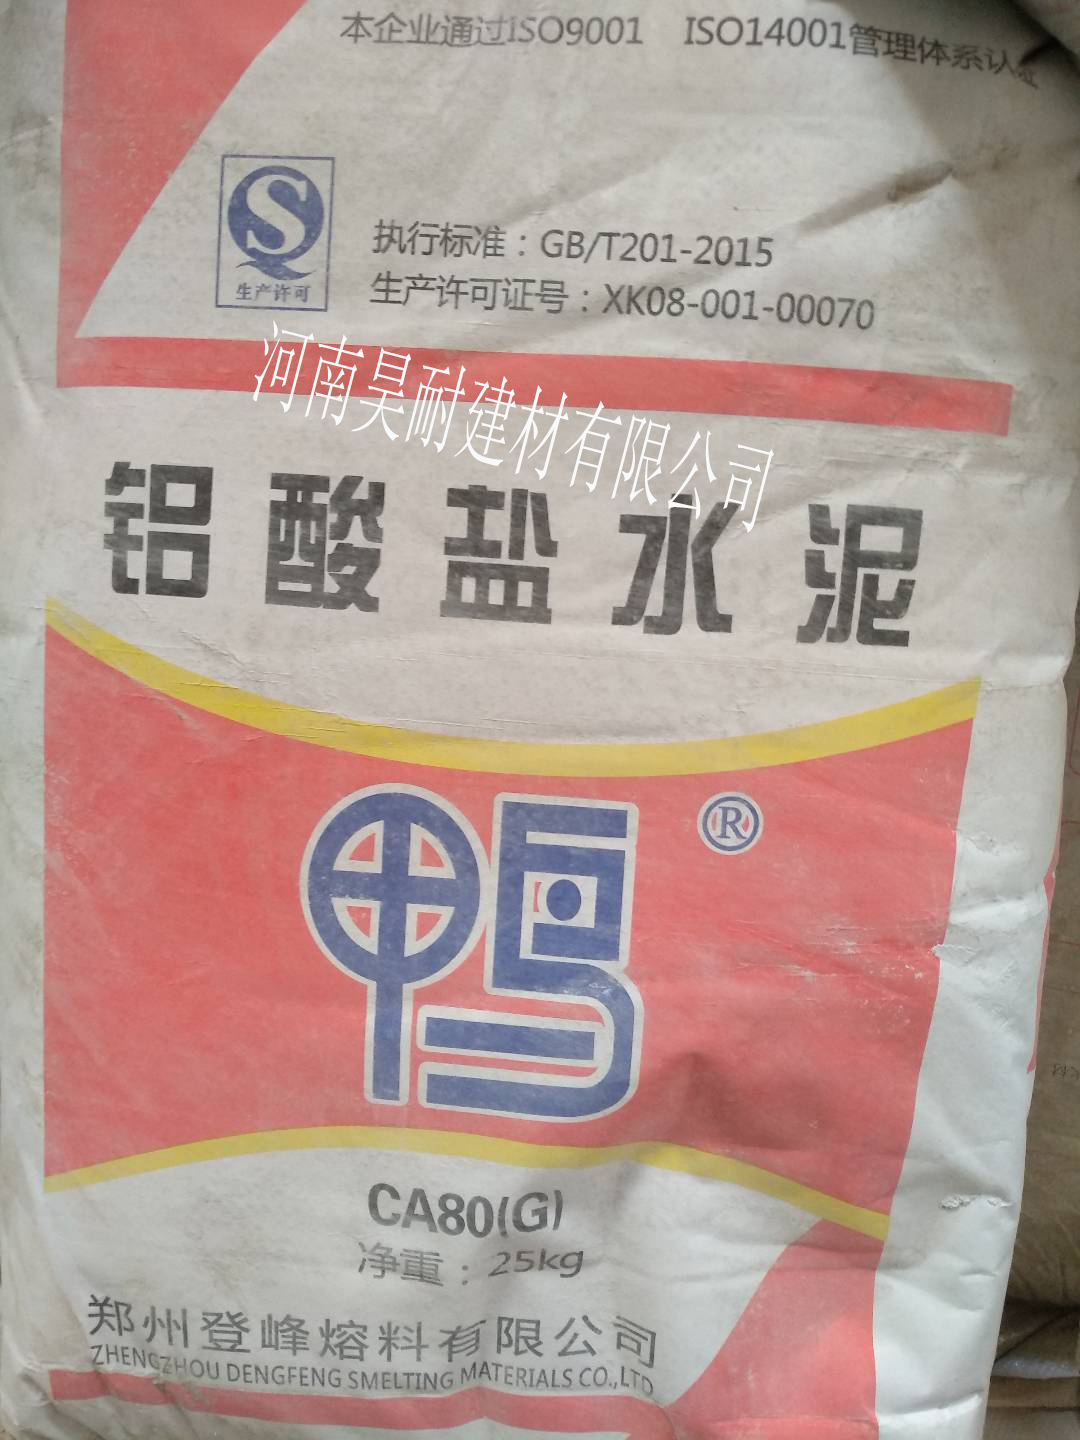 本企业通过ISO9001 ISO14001管理体系认证
生产许可
执行标准：GB/T201-2015
生产许可证号：XK08-001-00070
河南昊耐建材有限公司
铝酸盐水泥
鸭®
CA80(G)
净重：25kg
郑州登峰熔料有限公司
ZHENGZHOU DENGFENG SMELTING MATERIALS CO.,LTD